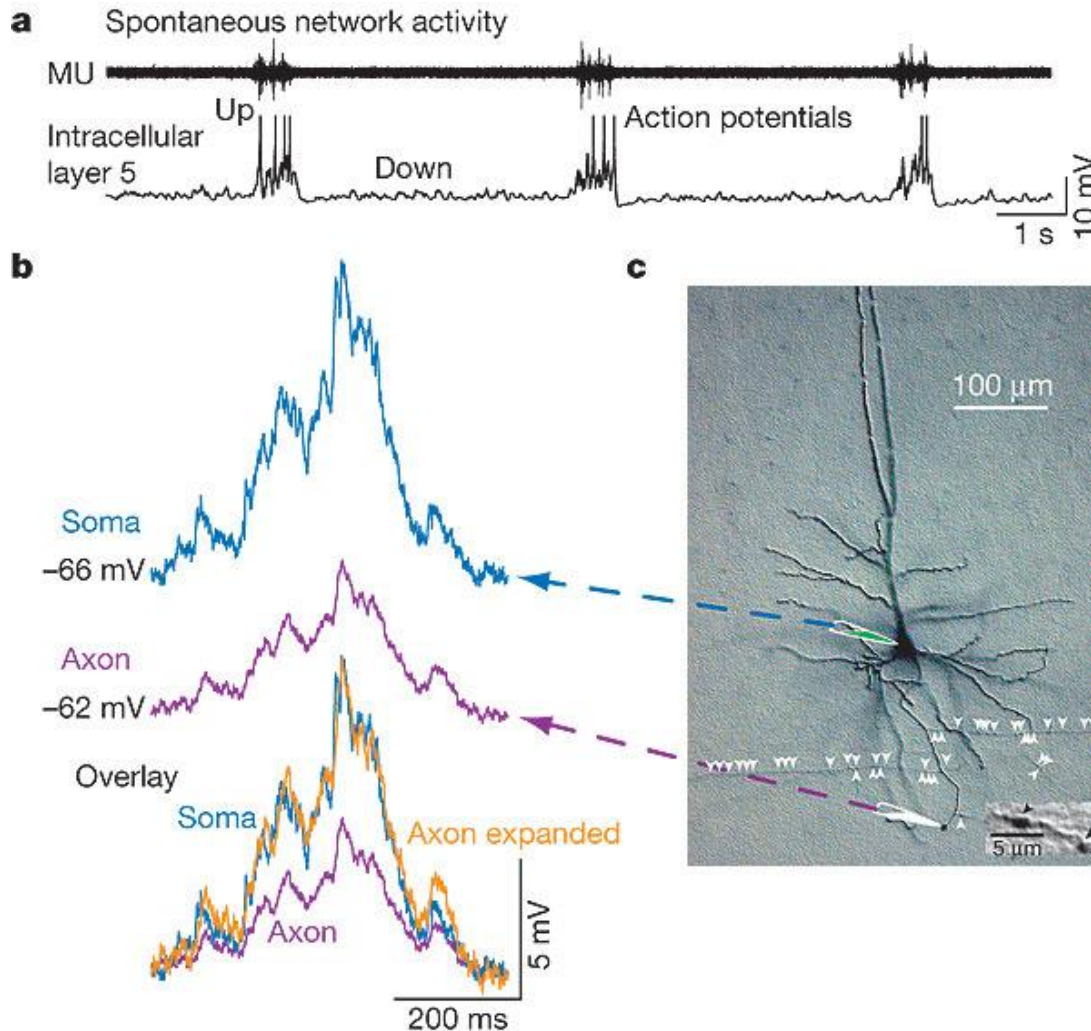 a
Spontaneous network activity
MU
Up
Action potentials
Intracellular
layer 5
Down
10 mV
1 s
b
c
100 μm
Soma
–66 mV
Axon
–62 mV
Overlay
Soma
Axon expanded
Axon
5 mV
200 ms
5 μm